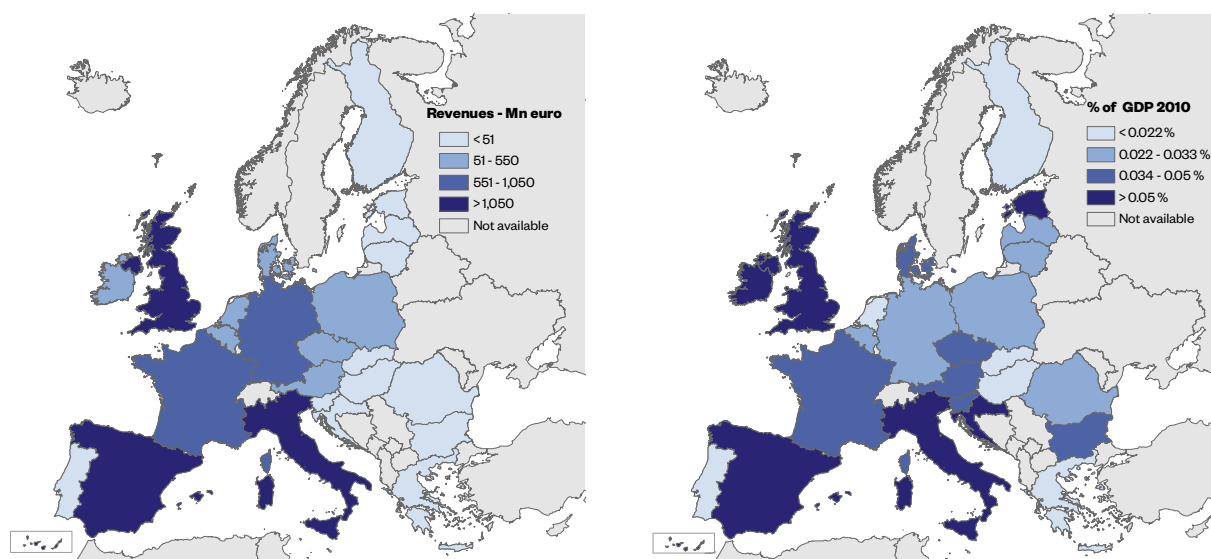 Revenues - Mn euro
< 51
51 - 550
551 - 1,050
> 1,050
Not available
% of GDP 2010
< 0.022 %
0.022 - 0.033 %
0.034 - 0.05 %
> 0.05 %
Not available